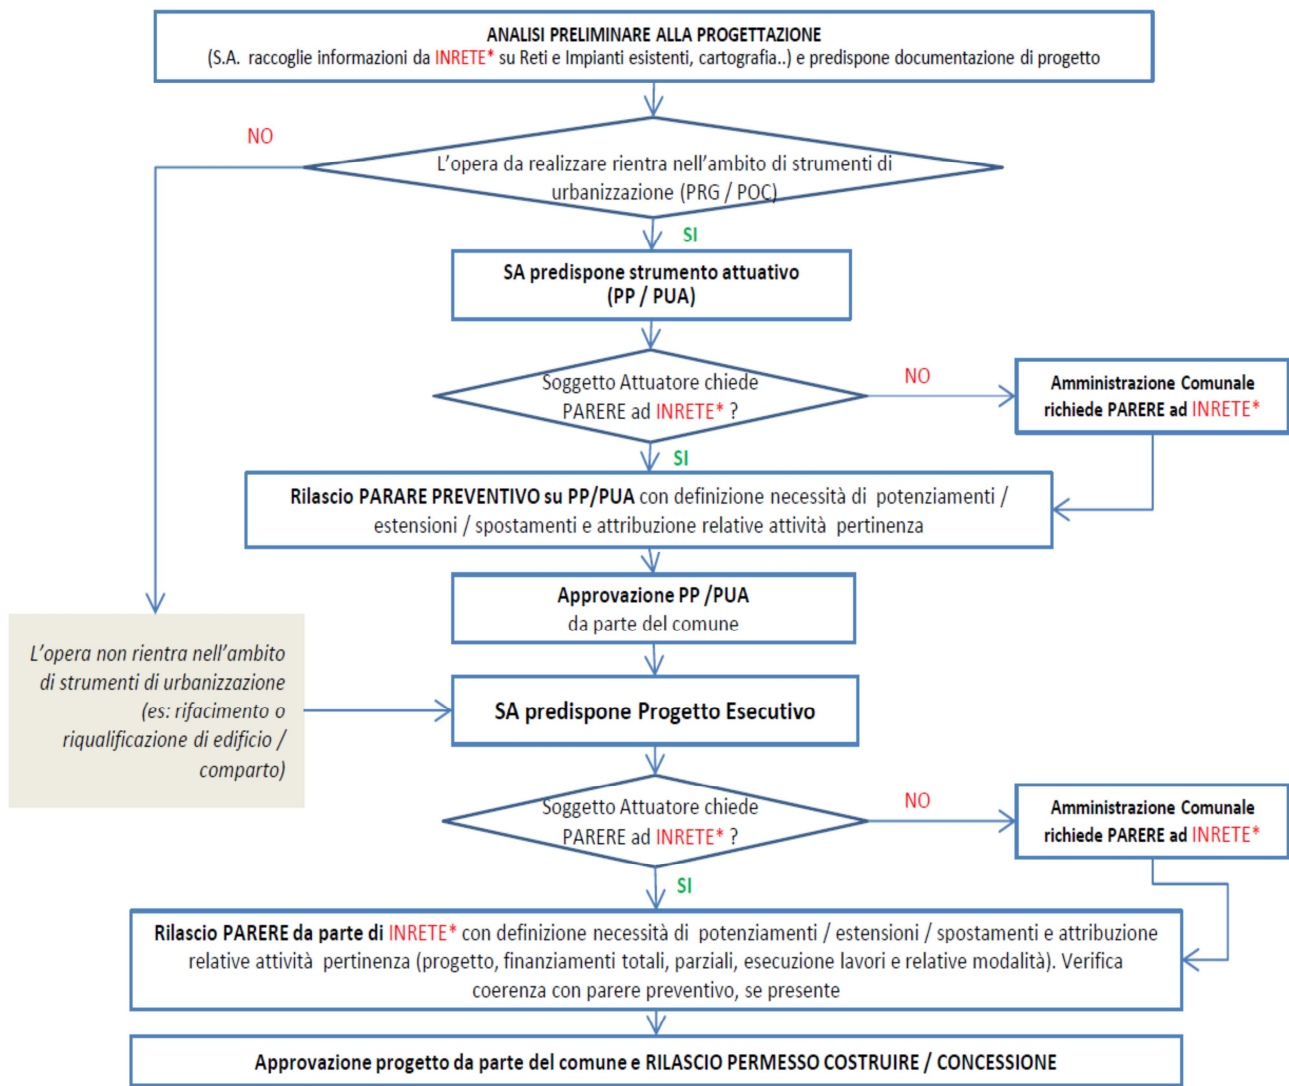 ANALISI PRELIMINARE ALLA PROGETTAZIONE
(S.A. raccoglie informazioni da INRETE* su Reti e Impianti esistenti, cartografia..) e predispone documentazione di progetto
NO
L'opera da realizzare rientra nell'ambito di strumenti di
urbanizzazione (PRG / POC)
SI
SA predispone strumento attuativo
(PP / PUA)
Soggetto Attuatore chiede
PARERE ad INRETE* ?
NO
Amministrazione Comunale
richiede PARERE ad INRETE*
SI
Rilascio PARARE PREVENTIVO su PP/PUA con definizione necessità di potenziamenti /
estensioni / spostamenti e attribuzione relative attività pertinenza
Approvazione PP /PUA
da parte del comune
L'opera non rientra nell'ambito
di strumenti di urbanizzazione
(es: rifacimento o
riqualificazione di edificio /
comparto)
SA predispone Progetto Esecutivo
Soggetto Attuatore chiede
PARERE ad INRETE* ?
NO
Amministrazione Comunale
richiede PARERE ad INRETE*
SI
Rilascio PARERE da parte di INRETE* con definizione necessità di potenziamenti / estensioni / spostamenti e attribuzione
relative attività pertinenza (progetto, finanziamenti totali, parziali, esecuzione lavori e relative modalità). Verifica
coerenza con parere preventivo, se presente
Approvazione progetto da parte del comune e RILASCIO PERMESSO COSTRUIRE / CONCESSIONE